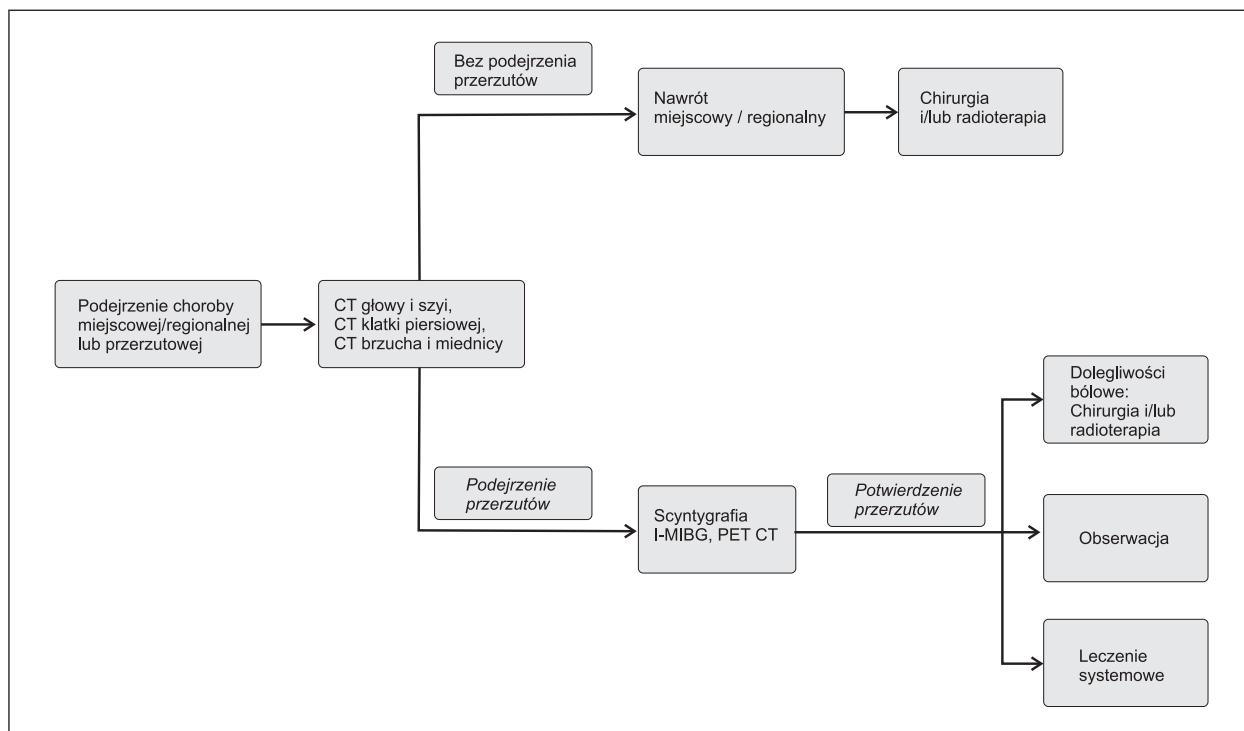 Bez podejrzenia
przerzutów
Nawrót
miejscowy / regionalny
Chirurgia
i/lub radioterapia
Podejrzenie choroby
miejscowej/regionalnej
lub przerzutowej
CT głowy i szyi,
CT klatki piersiowej,
CT brzucha i miednicy
Podejrzenie
przerzutów
Scyntygrafia
I-MIBG, PET CT
Potwierdzenie
przerzutów
Dolegliwości
bólowe:
Chirurgia i/lub
radioterapia
Obserwacja
Leczenie
systemowe